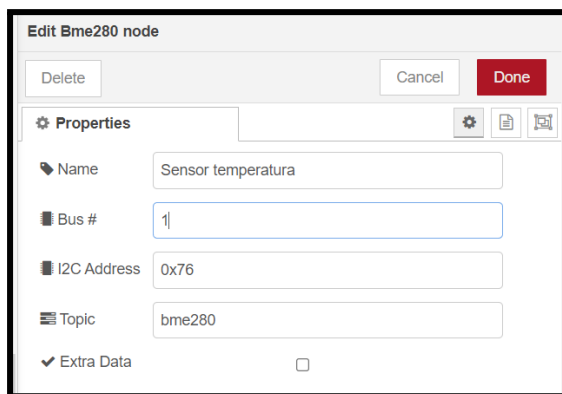 Edit Bme280 node
Delete Cancel Done
Properties
Name Sensor temperatura
Bus # 1
I2C Address 0x76
Topic bme280
Extra Data